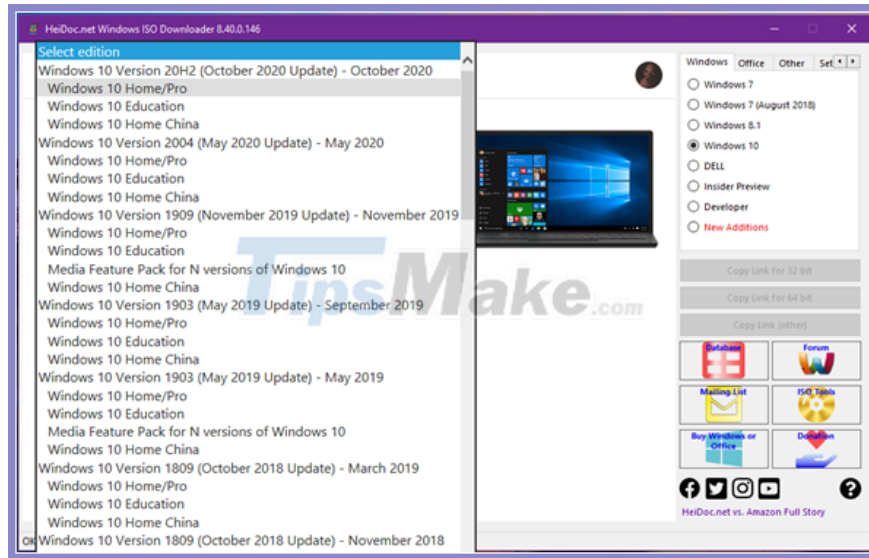 HeiDoc.net Windows ISO Downloader 8.40.0.146
Select edition
Windows 10 Version 20H2 (October 2020 Update) - October 2020
Windows 10 Home/Pro
Windows 10 Education
Windows 10 Home China
Windows 10 Version 2004 (May 2020 Update) - May 2020
Windows 10 Home/Pro
Windows 10 Education
Windows 10 Home China
Windows 10 Version 1909 (November 2019 Update) - November 2019
Windows 10 Home/Pro
Windows 10 Education
Media Feature Pack for N versions of Windows 10
Windows 10 Home China
Windows 10 Version 1903 (May 2019 Update) - September 2019
Windows 10 Home/Pro
Windows 10 Education
Windows 10 Home China
Windows 10 Version 1903 (May 2019 Update) - May 2019
Windows 10 Home/Pro
Windows 10 Education
Media Feature Pack for N versions of Windows 10
Windows 10 Home China
Windows 10 Version 1809 (October 2018 Update) - March 2019
Windows 10 Home/Pro
Windows 10 Education
Windows 10 Home China
Windows 10 Version 1809 (October 2018 Update) - November 2018
OK
TipsMake.com
Windows Office Other Set
Windows 7
Windows 7 (August 2018)
Windows 8.1
Windows 10
DELL
Insider Preview
Developer
New Additions
Copy Link for 32 bit
Copy Link for 64 bit
Copy Link (other)
Database Forum
Mailing List ISO Tools
Buy Windows or Office Donation
HeiDoc.net vs. Amazon Full Story